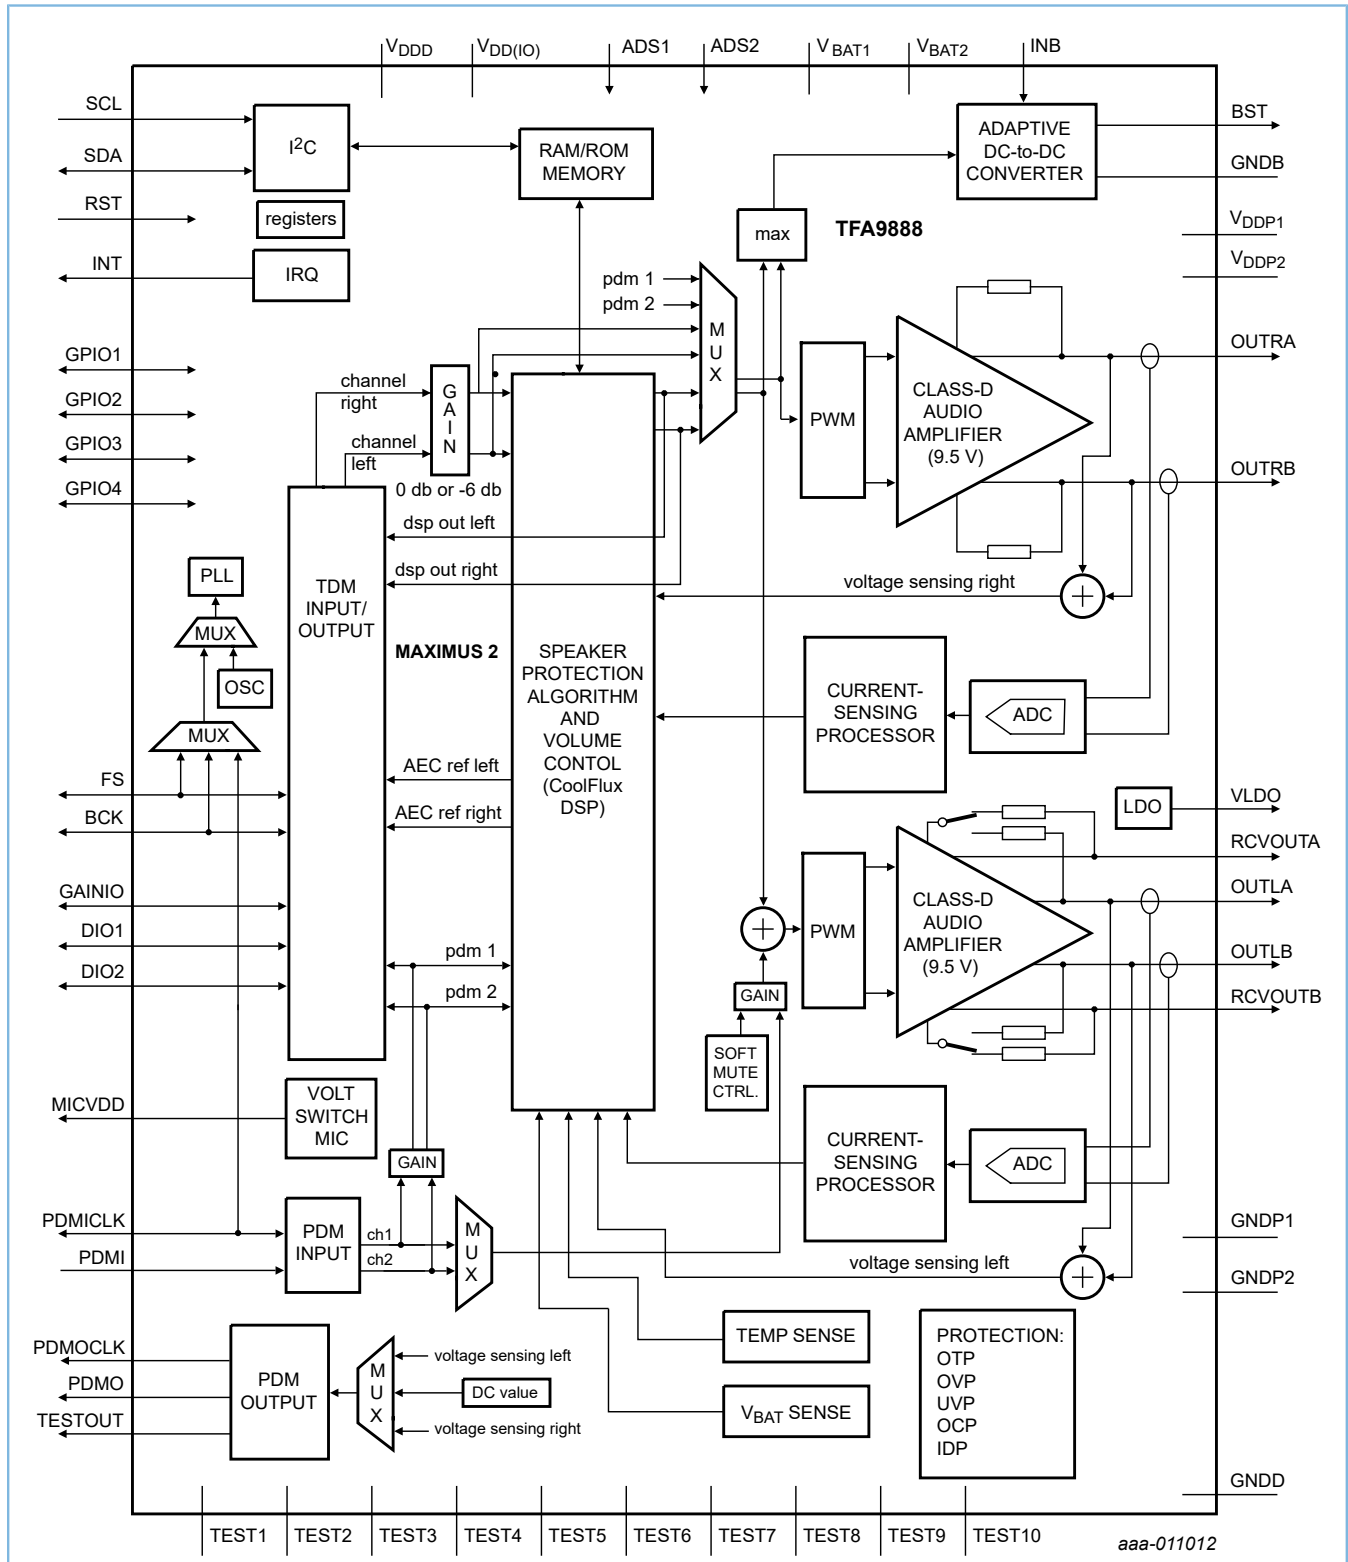 VDDD
VDD(IO)
ADS1
ADS2
VBAT1
VBAT2
INB
SCL
SDA
RST
INT
GPIO1
GPIO2
GPIO3
GPIO4
FS
BCK
GAINIO
DIO1
DIO2
MICVDD
PDMICLK
PDMI
PDMOCLK
PDMO
TESTOUT
I2C
registers
IRQ
RAM/ROM
MEMORY
ADAPTIVE
DC-to-DC
CONVERTER
BST
GNDB
VDDP1
VDDP2
max
TFA9888
pdm 1
pdm 2
MUX
channel
right
channel
left
GAIN
0 db or -6 db
PWM
CLASS-D
AUDIO
AMPLIFIER
(9.5 V)
OUTRA
OUTRB
dsp out left
dsp out right
voltage sensing right
PLL
MUX
OSC
MUX
TDM
INPUT/
OUTPUT
MAXIMUS 2
SPEAKER
PROTECTION
ALGORITHM
AND
VOLUME
CONTOL
(CoolFlux
DSP)
CURRENT-
SENSING
PROCESSOR
ADC
AEC ref left
AEC ref right
LDO
VLDO
RCVOUTA
OUTLA
OUTLB
RCVOUTB
PWM
CLASS-D
AUDIO
AMPLIFIER
(9.5 V)
pdm 1
pdm 2
GAIN
SOFT
MUTE
CTRL.
VOLT
SWITCH
MIC
GAIN
CURRENT-
SENSING
PROCESSOR
ADC
PDM
INPUT
ch1
ch2
MUX
voltage sensing left
GNDP1
GNDP2
TEMP SENSE
VBAT SENSE
PROTECTION:
OTP
OVP
UVP
OCP
IDP
PDM
OUTPUT
MUX
voltage sensing left
DC value
voltage sensing right
GNDD
TEST1
TEST2
TEST3
TEST4
TEST5
TEST6
TEST7
TEST8
TEST9
TEST10
aaa-011012